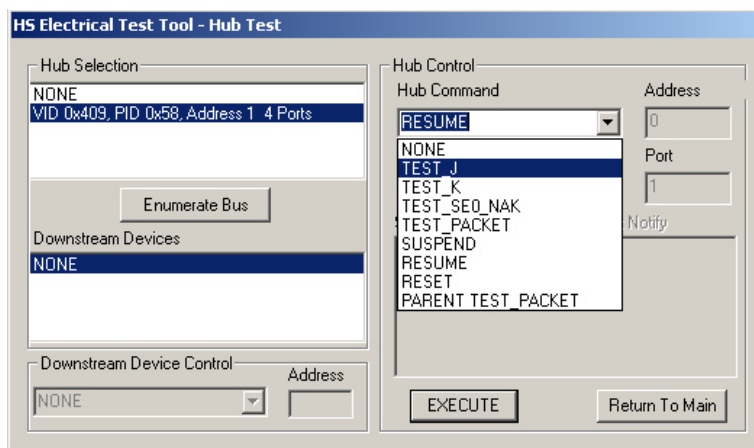 HS Electrical Test Tool - Hub Test
Hub Selection
NONE
VID 0x409, PID 0x58, Address 1 4 Ports
Enumerate Bus
Downstream Devices
NONE
Downstream Device Control
NONE
Address
Hub Control
Hub Command
RESUME
NONE
TEST_J
TEST_K
TEST_SE0_NAK
TEST_PACKET
SUSPEND
RESUME
RESET
PARENT TEST_PACKET
Address
0
Port
1
Notify
EXECUTE
Return To Main